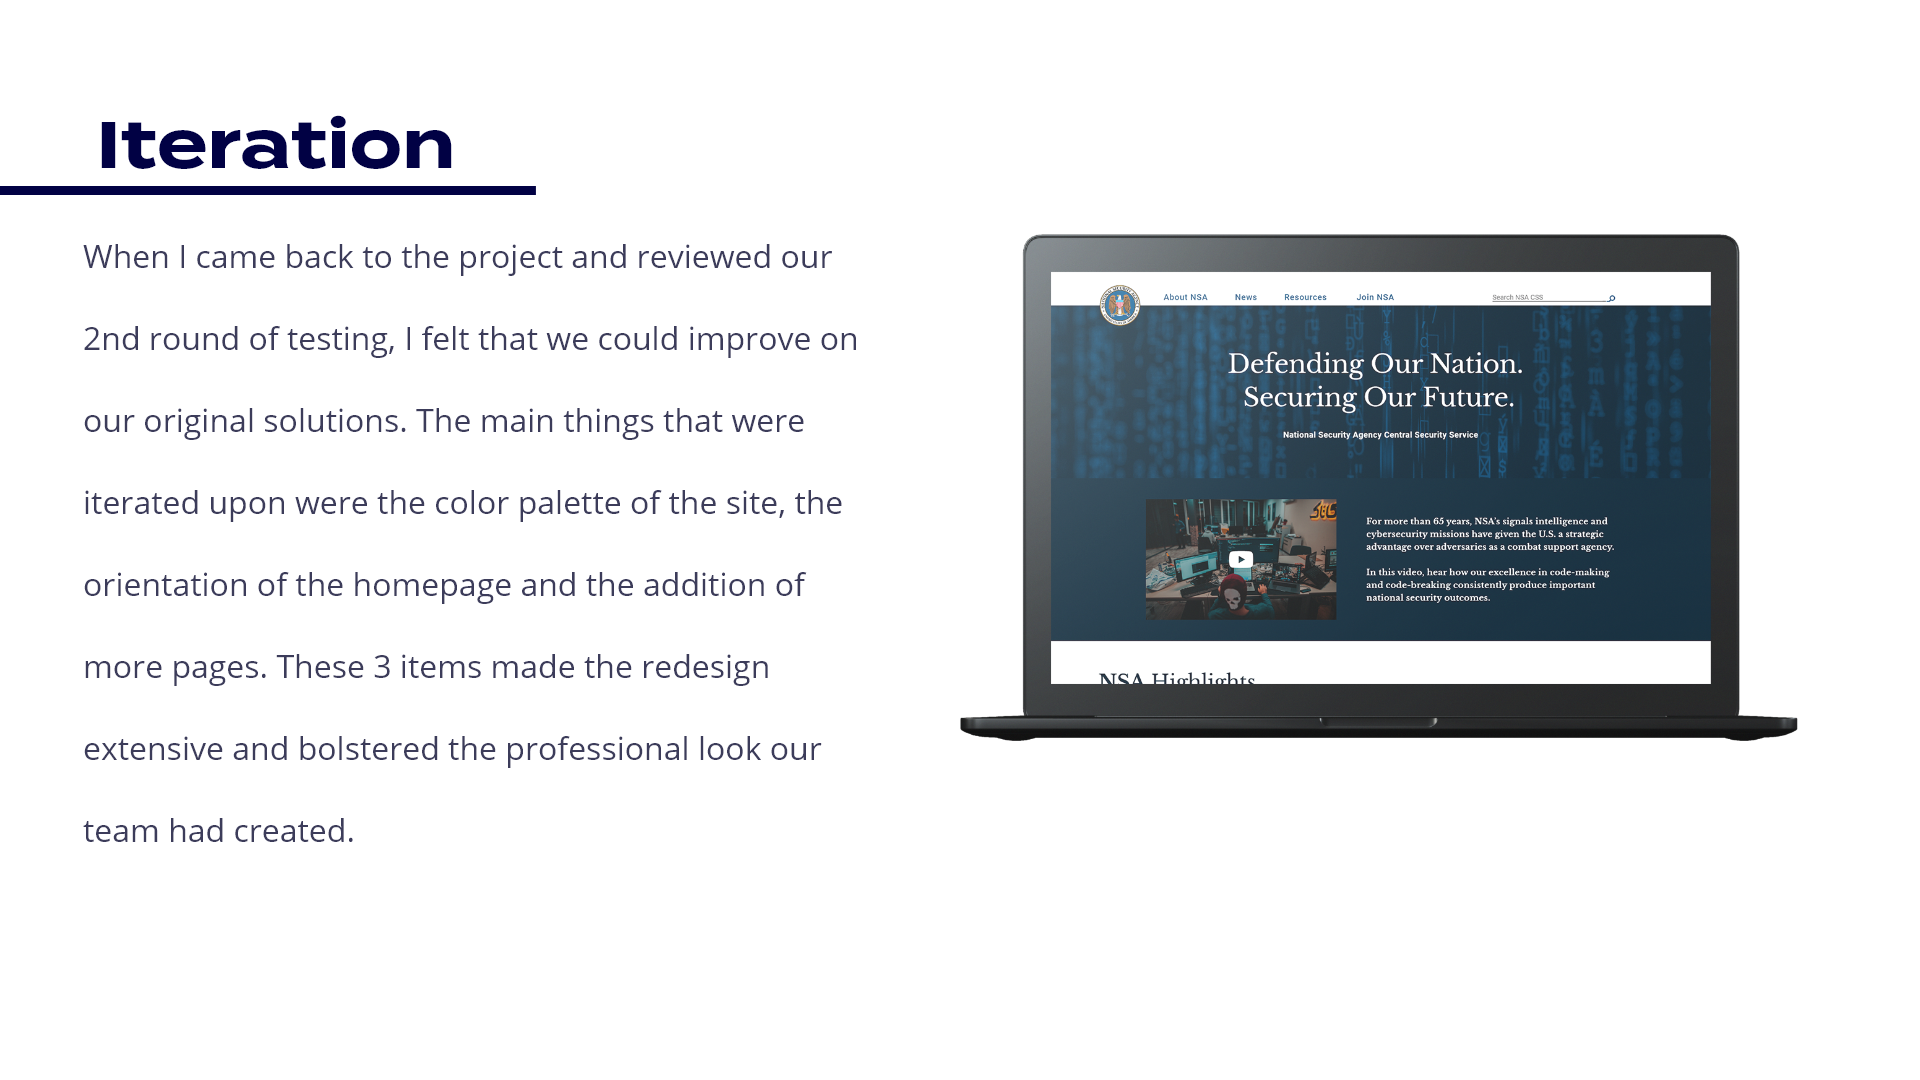 Iteration
When I came back to the project and reviewed our
2nd round of testing, I felt that we could improve on
our original solutions. The main things that were
iterated upon were the color palette of the site, the
orientation of the homepage and the addition of
more pages. These 3 items made the redesign
extensive and bolstered the professional look our
team had created.
About NSA News Resources Join NSA Search NSA.CSS
Defending Our Nation.
Securing Our Future.
National Security Agency Central Security Service
For more than 65 years, NSA's signals intelligence and
cybersecurity missions have given the U.S. a strategic
advantage over adversaries as a combat support agency.
In this video, hear how our excellence in code-making
and code-breaking consistently produce important
national security outcomes.
NSA Highlights